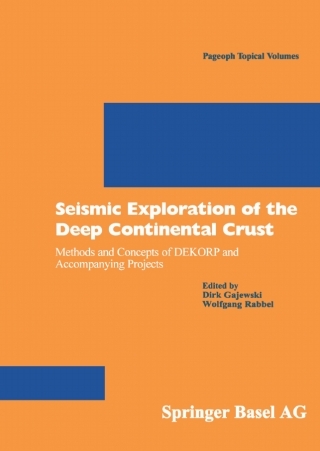 Pageoph Topical Volumes
Seismic Exploration of the
Deep Continental Crust
Methods and Concepts of DEKORP and
Accompanying Projects
Edited by
Dirk Gajewski
Wolfgang Rabbel
Springer Basel AG